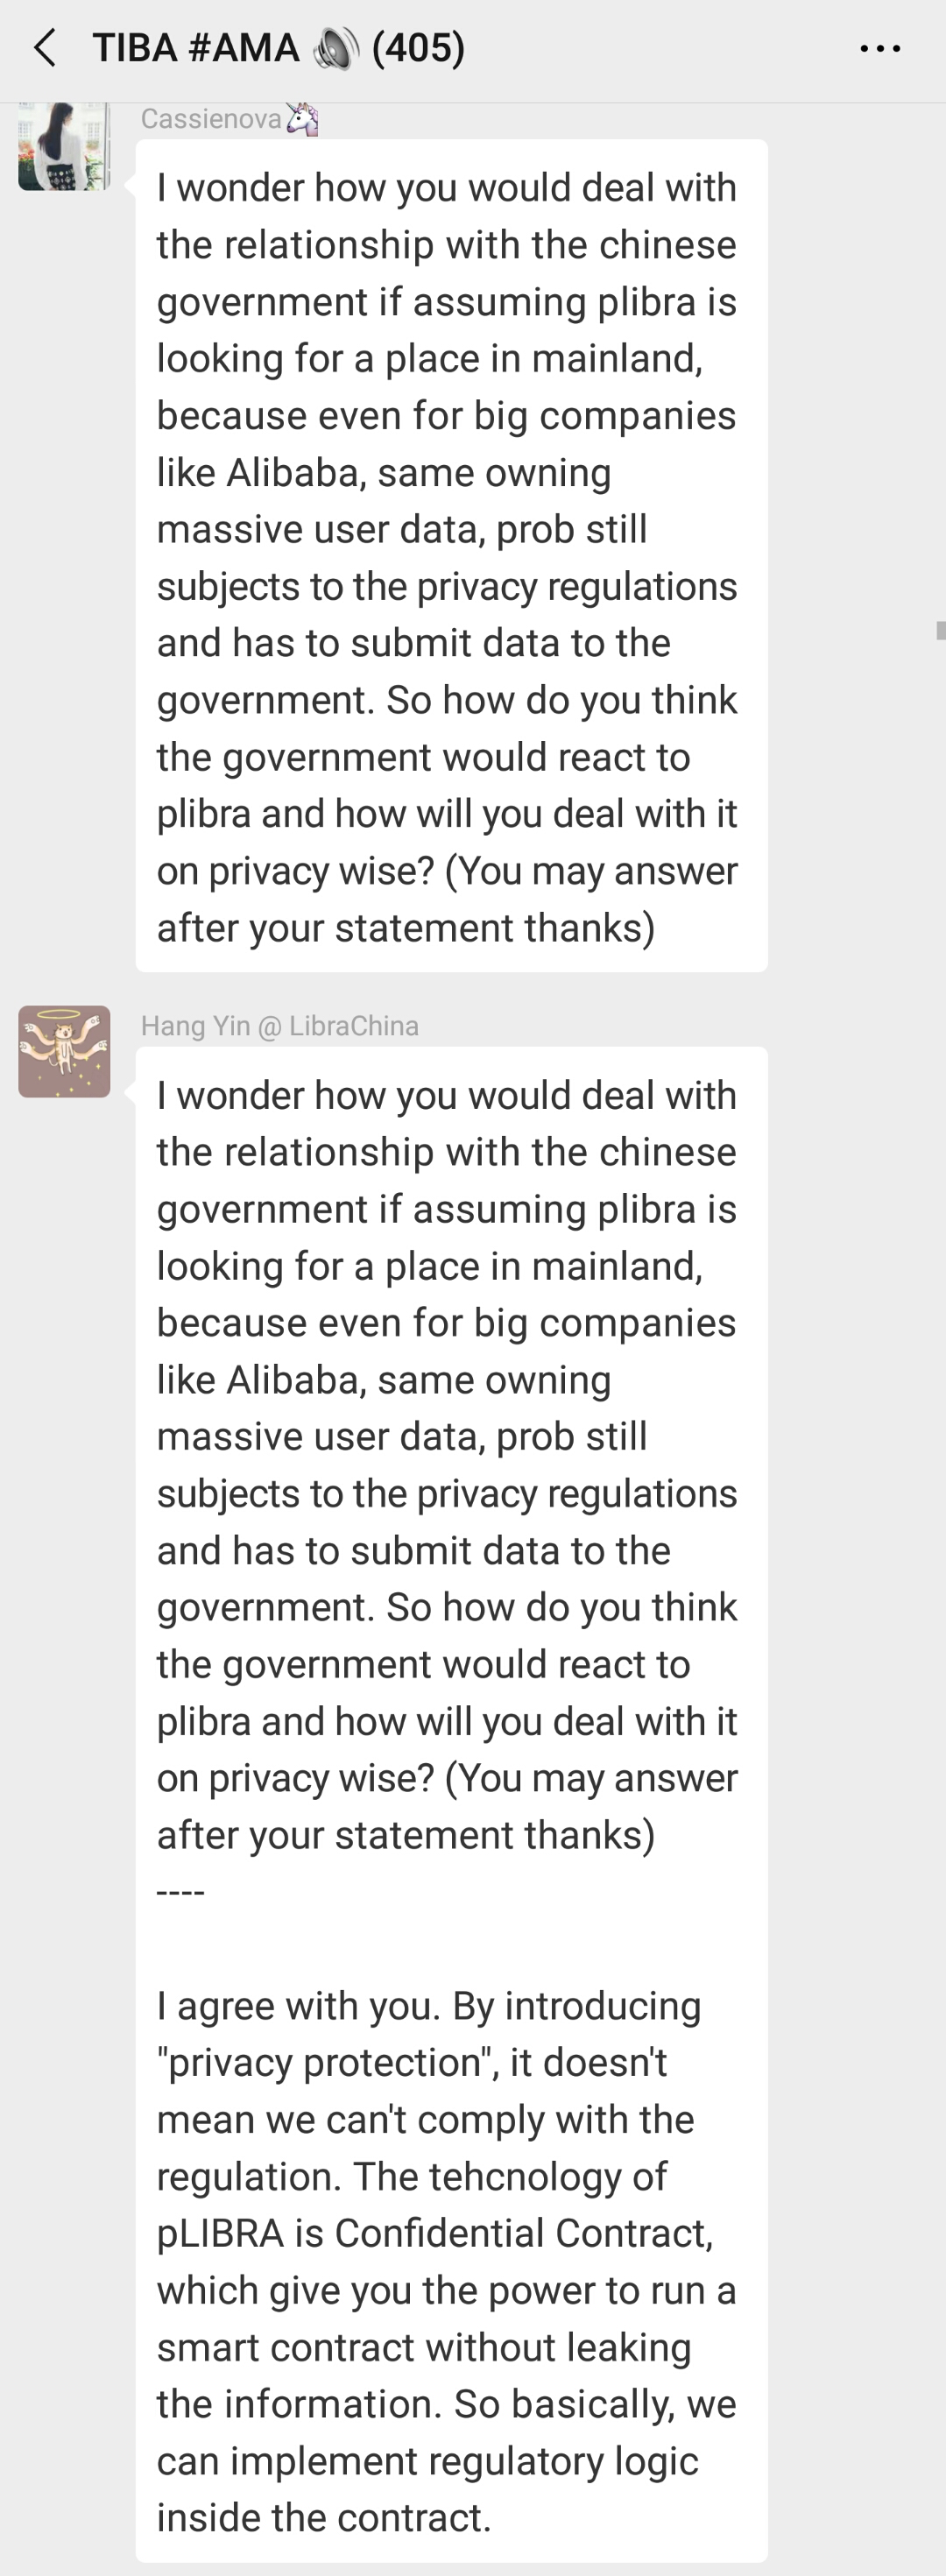 TIBA #AMA 🔊 (405)
Cassienova🦄
I wonder how you would deal with
the relationship with the chinese
government if assuming plibra is
looking for a place in mainland,
because even for big companies
like Alibaba, same owning
massive user data, prob still
subjects to the privacy regulations
and has to submit data to the
government. So how do you think
the government would react to
plibra and how will you deal with it
on privacy wise? (You may answer
after your statement thanks)
Hang Yin @ LibraChina
I wonder how you would deal with
the relationship with the chinese
government if assuming plibra is
looking for a place in mainland,
because even for big companies
like Alibaba, same owning
massive user data, prob still
subjects to the privacy regulations
and has to submit data to the
government. So how do you think
the government would react to
plibra and how will you deal with it
on privacy wise? (You may answer
after your statement thanks)
----
I agree with you. By introducing
"privacy protection", it doesn't
mean we can't comply with the
regulation. The tehcnology of
pLIBRA is Confidential Contract,
which give you the power to run a
smart contract without leaking
the information. So basically, we
can implement regulatory logic
inside the contract.